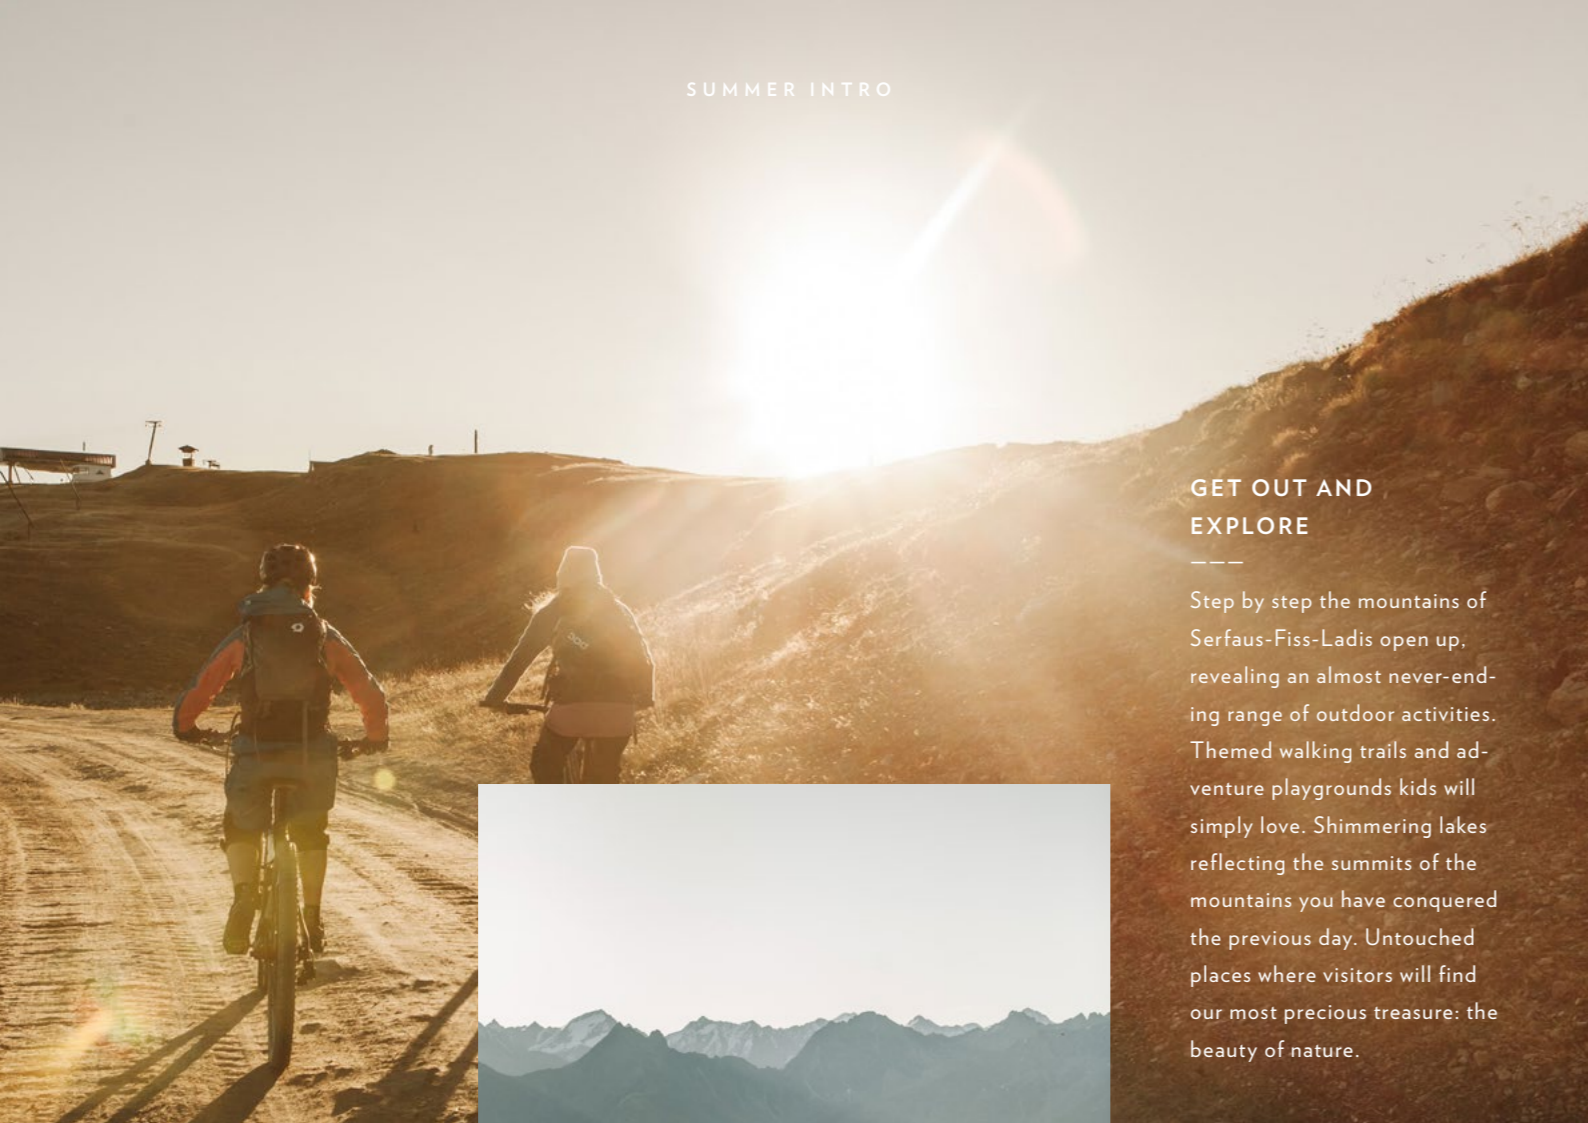 SUMMER INTRO
GET OUT AND
EXPLORE
———
Step by step the mountains of
Serfaus-Fiss-Ladis open up,
revealing an almost never-end-
ing range of outdoor activities.
Themed walking trails and ad-
venture playgrounds kids will
simply love. Shimmering lakes
reflecting the summits of the
mountains you have conquered
the previous day. Untouched
places where visitors will find
our most precious treasure: the
beauty of nature.